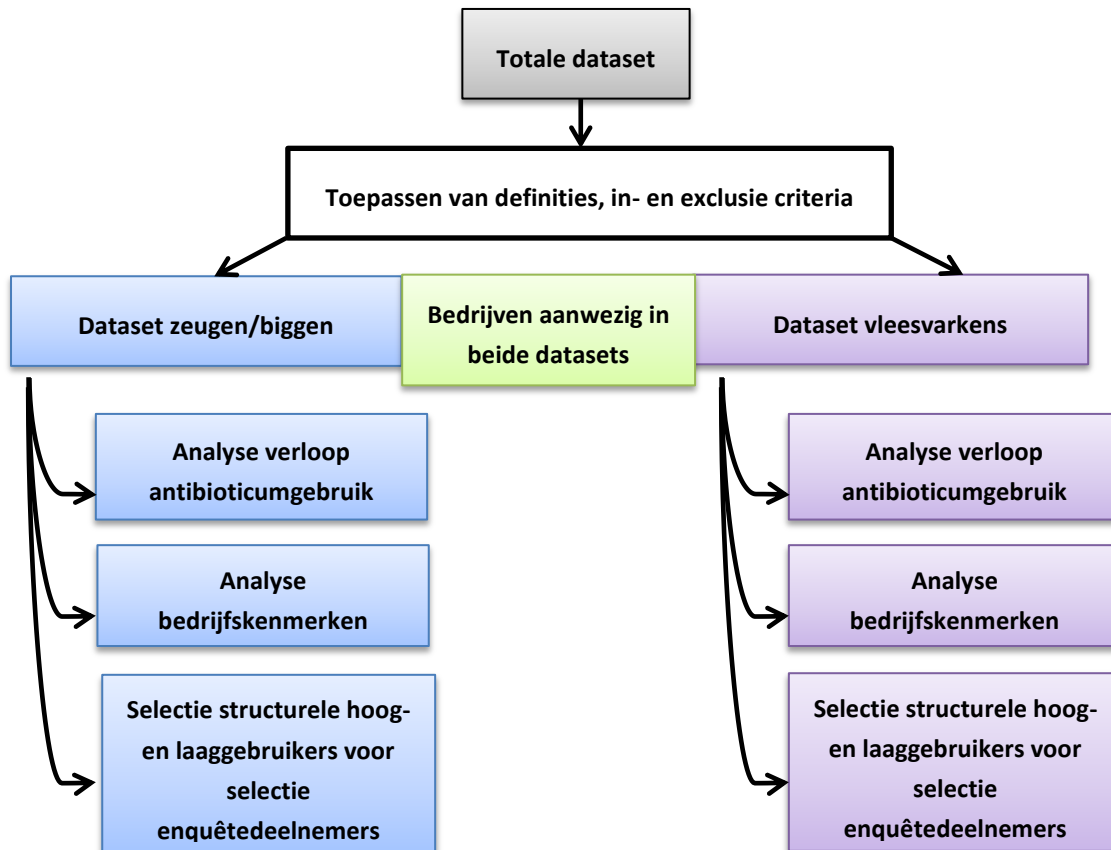 Totale dataset
Toepassen van definities, in- en exclusie criteria
Dataset zeugen/biggen
Bedrijven aanwezig in
beide datasets
Dataset vleesvarkens
Analyse verloop
antibioticumgebruik
Analyse
bedrijfskenmerken
Selectie structurele hoog-
en laaggebruikers voor
selectie
enquêtedeelnemers
Analyse verloop
antibioticumgebruik
Analyse
bedrijfskenmerken
Selectie structurele hoog-
en laaggebruikers voor
selectie
enquêtedeelnemers